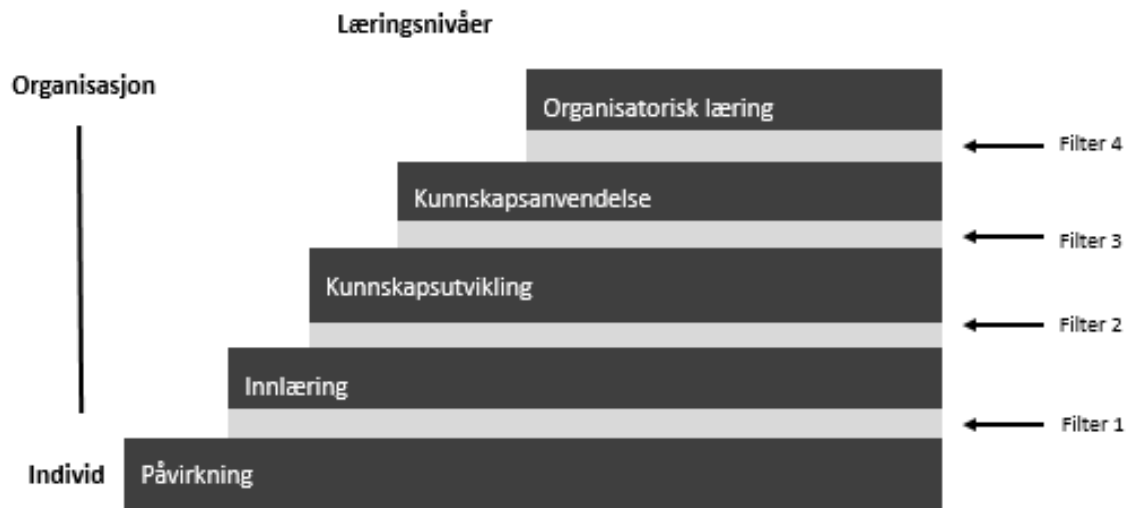 Læringsnivåer
Organisasjon
Organisatorisk læring
Filter 4
Kunnskapsanvendelse
Filter 3
Kunnskapsutvikling
Filter 2
Innlæring
Filter 1
Individ
Påvirkning